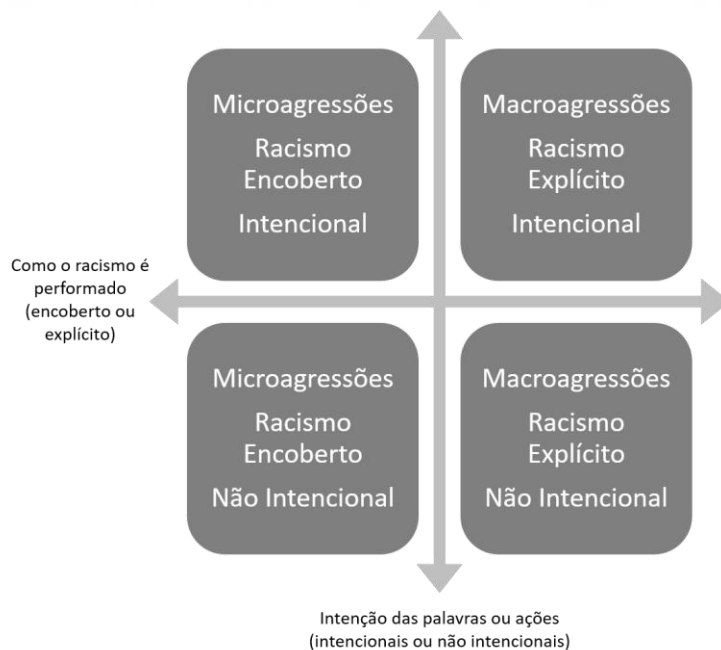 Microagressões
Racismo
Encoberto
Intencional
Macroagressões
Racismo
Explícito
Intencional
Como o racismo é
performado
(encoberto ou
explícito)
Microagressões
Racismo
Encoberto
Não Intencional
Macroagressões
Racismo
Explícito
Não Intencional
Intenção das palavras ou ações
(intencionais ou não intencionais)